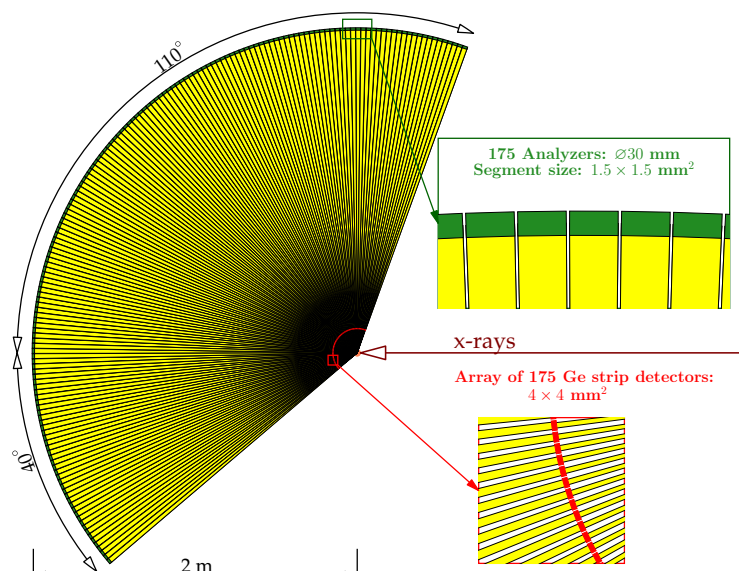 110°
175 Analyzers: ∅30 mm
Segment size: 1.5 × 1.5 mm²
x-rays
Array of 175 Ge strip detectors:
4 × 4 mm²
40°
2 m